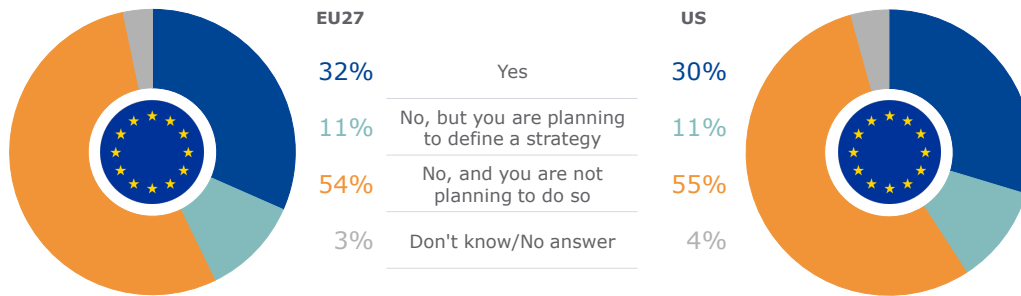 EU27
US
32%
Yes
30%
11%
No, but you are planning
to define a strategy
11%
54%
No, and you are not
planning to do so
55%
3%
Don't know/No answer
4%